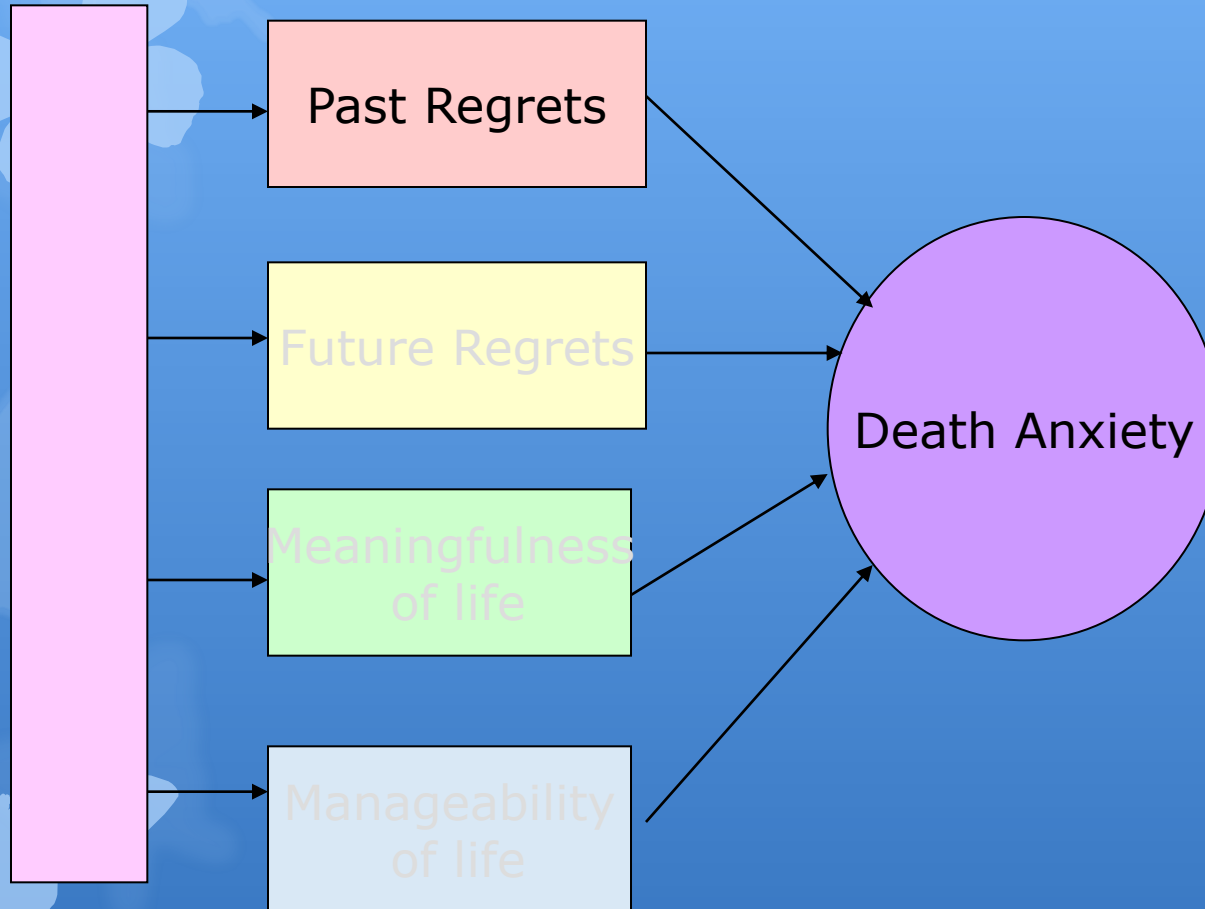 Past Regrets
Future Regrets
Meaningfulness
of life
Manageability
of life
Death Anxiety